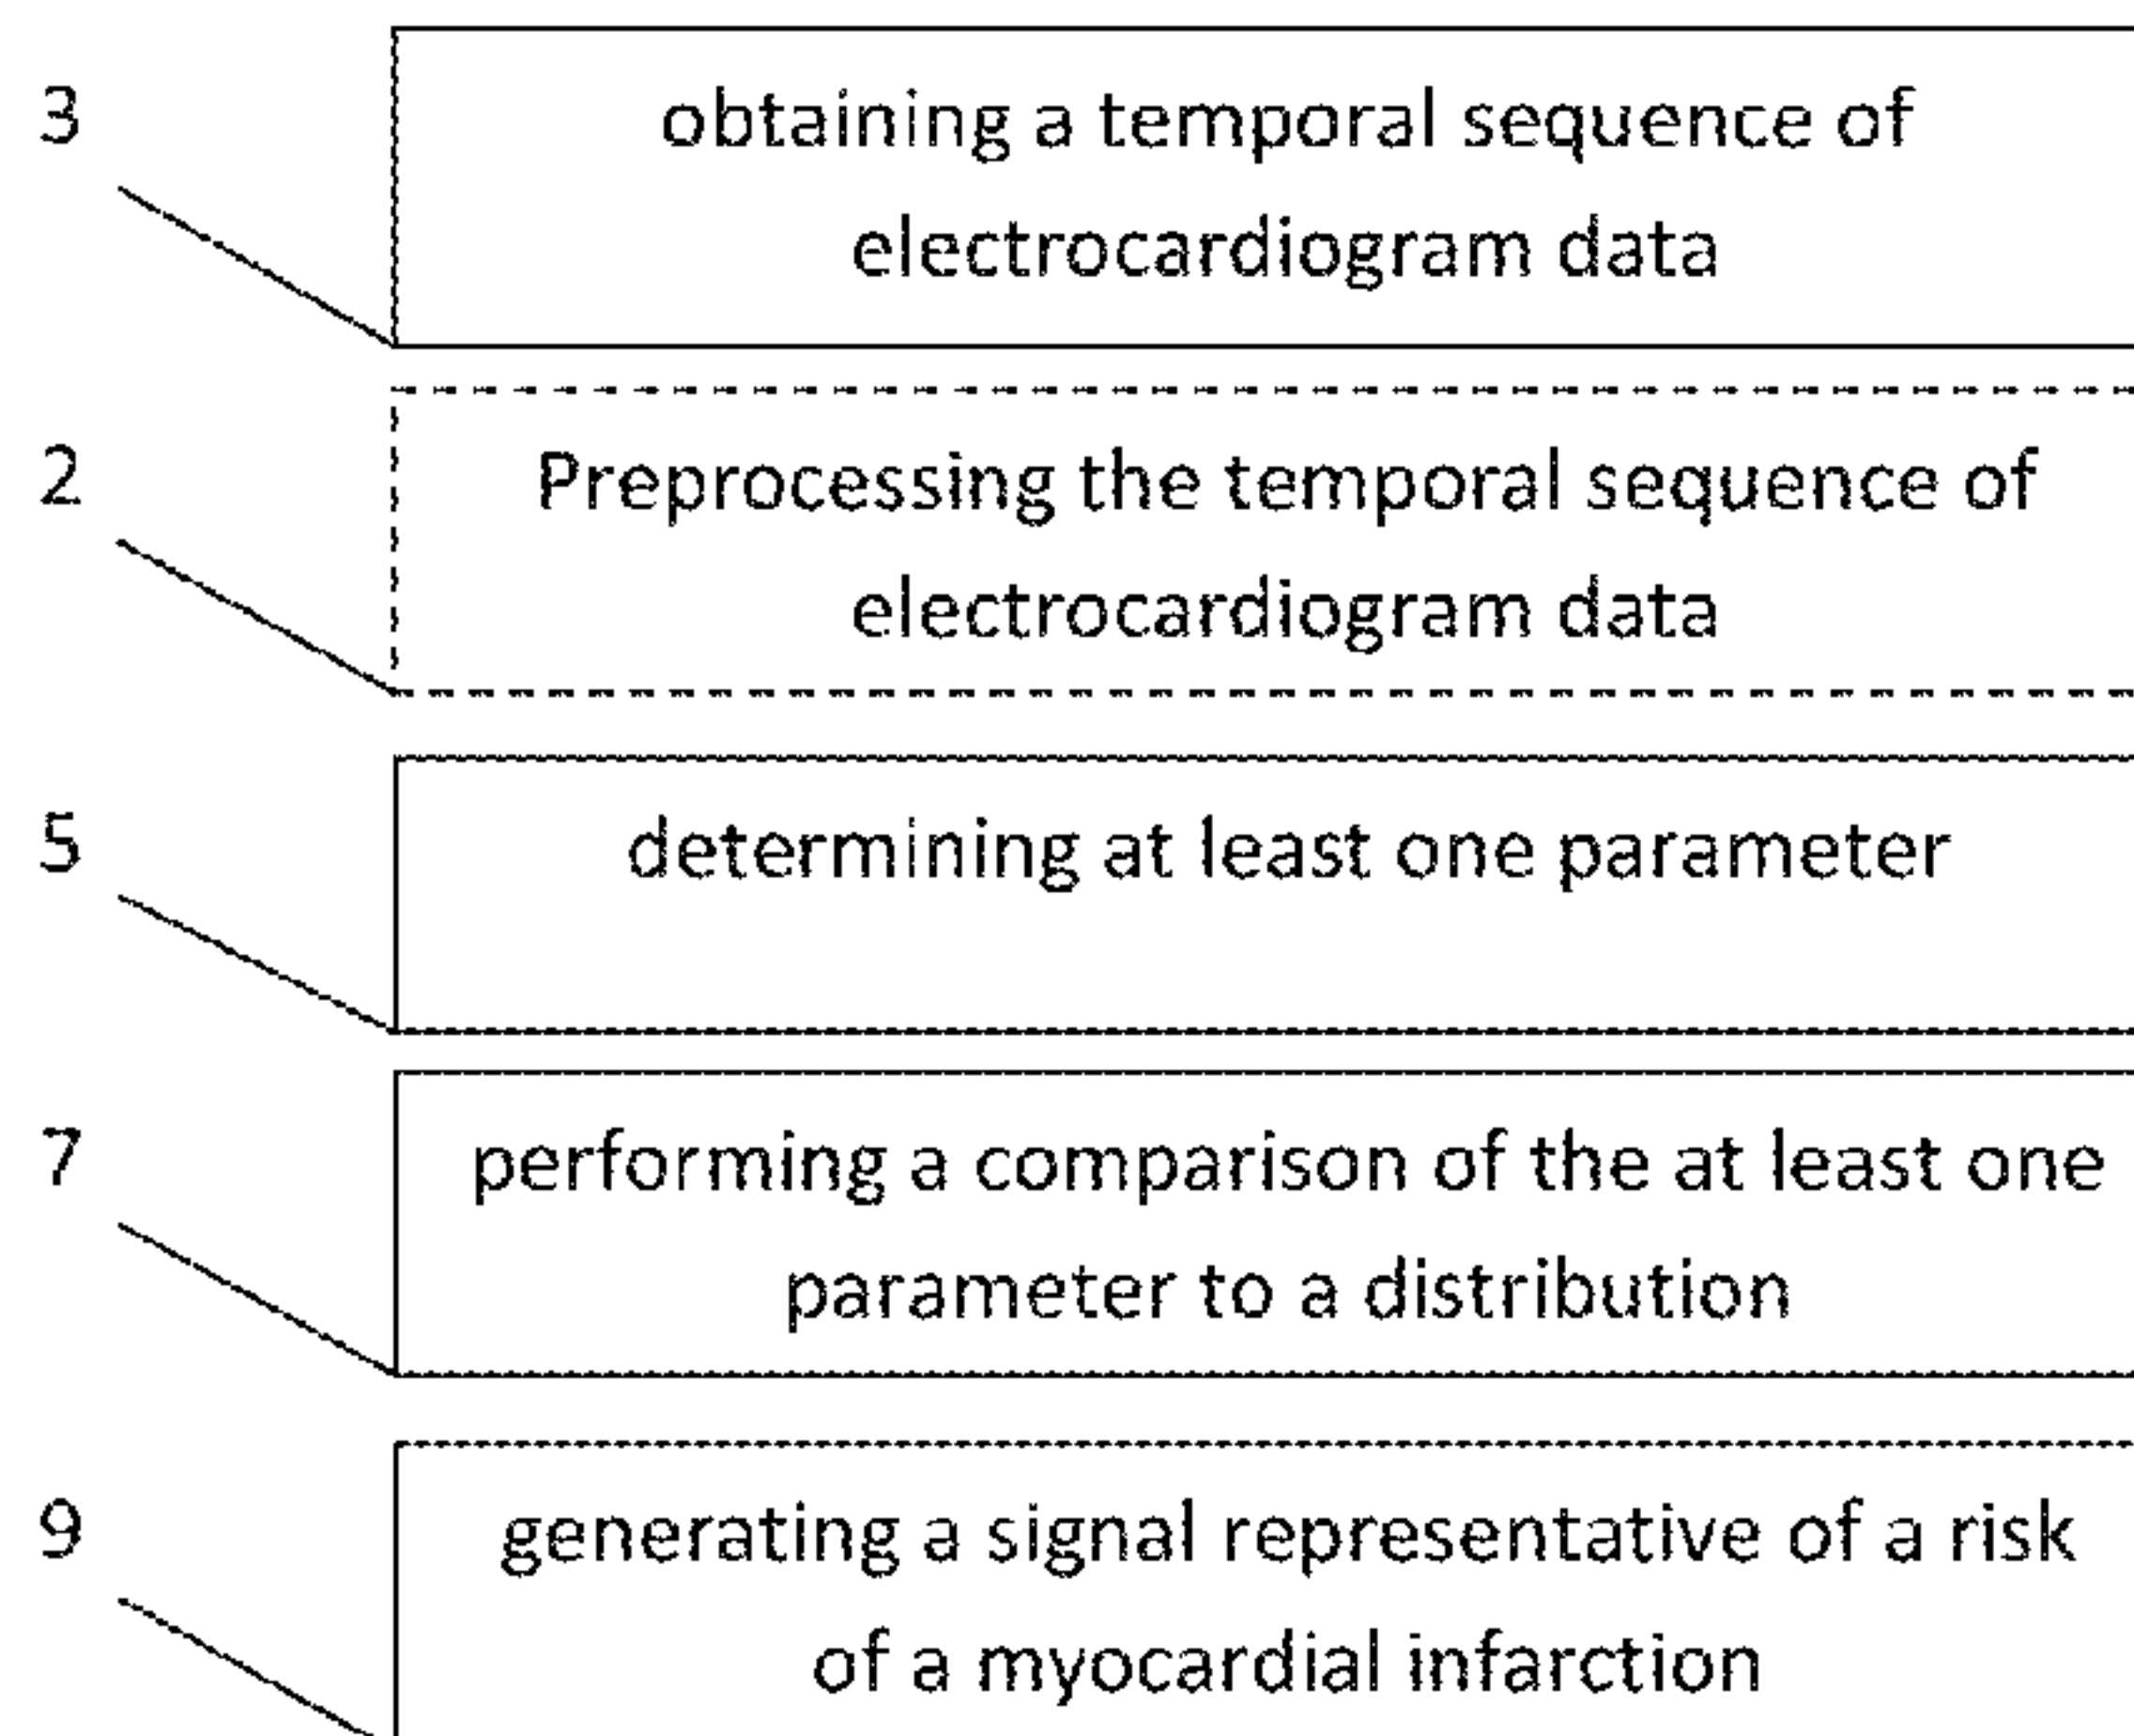 3
obtaining a temporal sequence of
electrocardiogram data
2
Preprocessing the temporal sequence of
electrocardiogram data
5
determining at least one parameter
7
performing a comparison of the at least one
parameter to a distribution
9
generating a signal representative of a risk
of a myocardial infarction